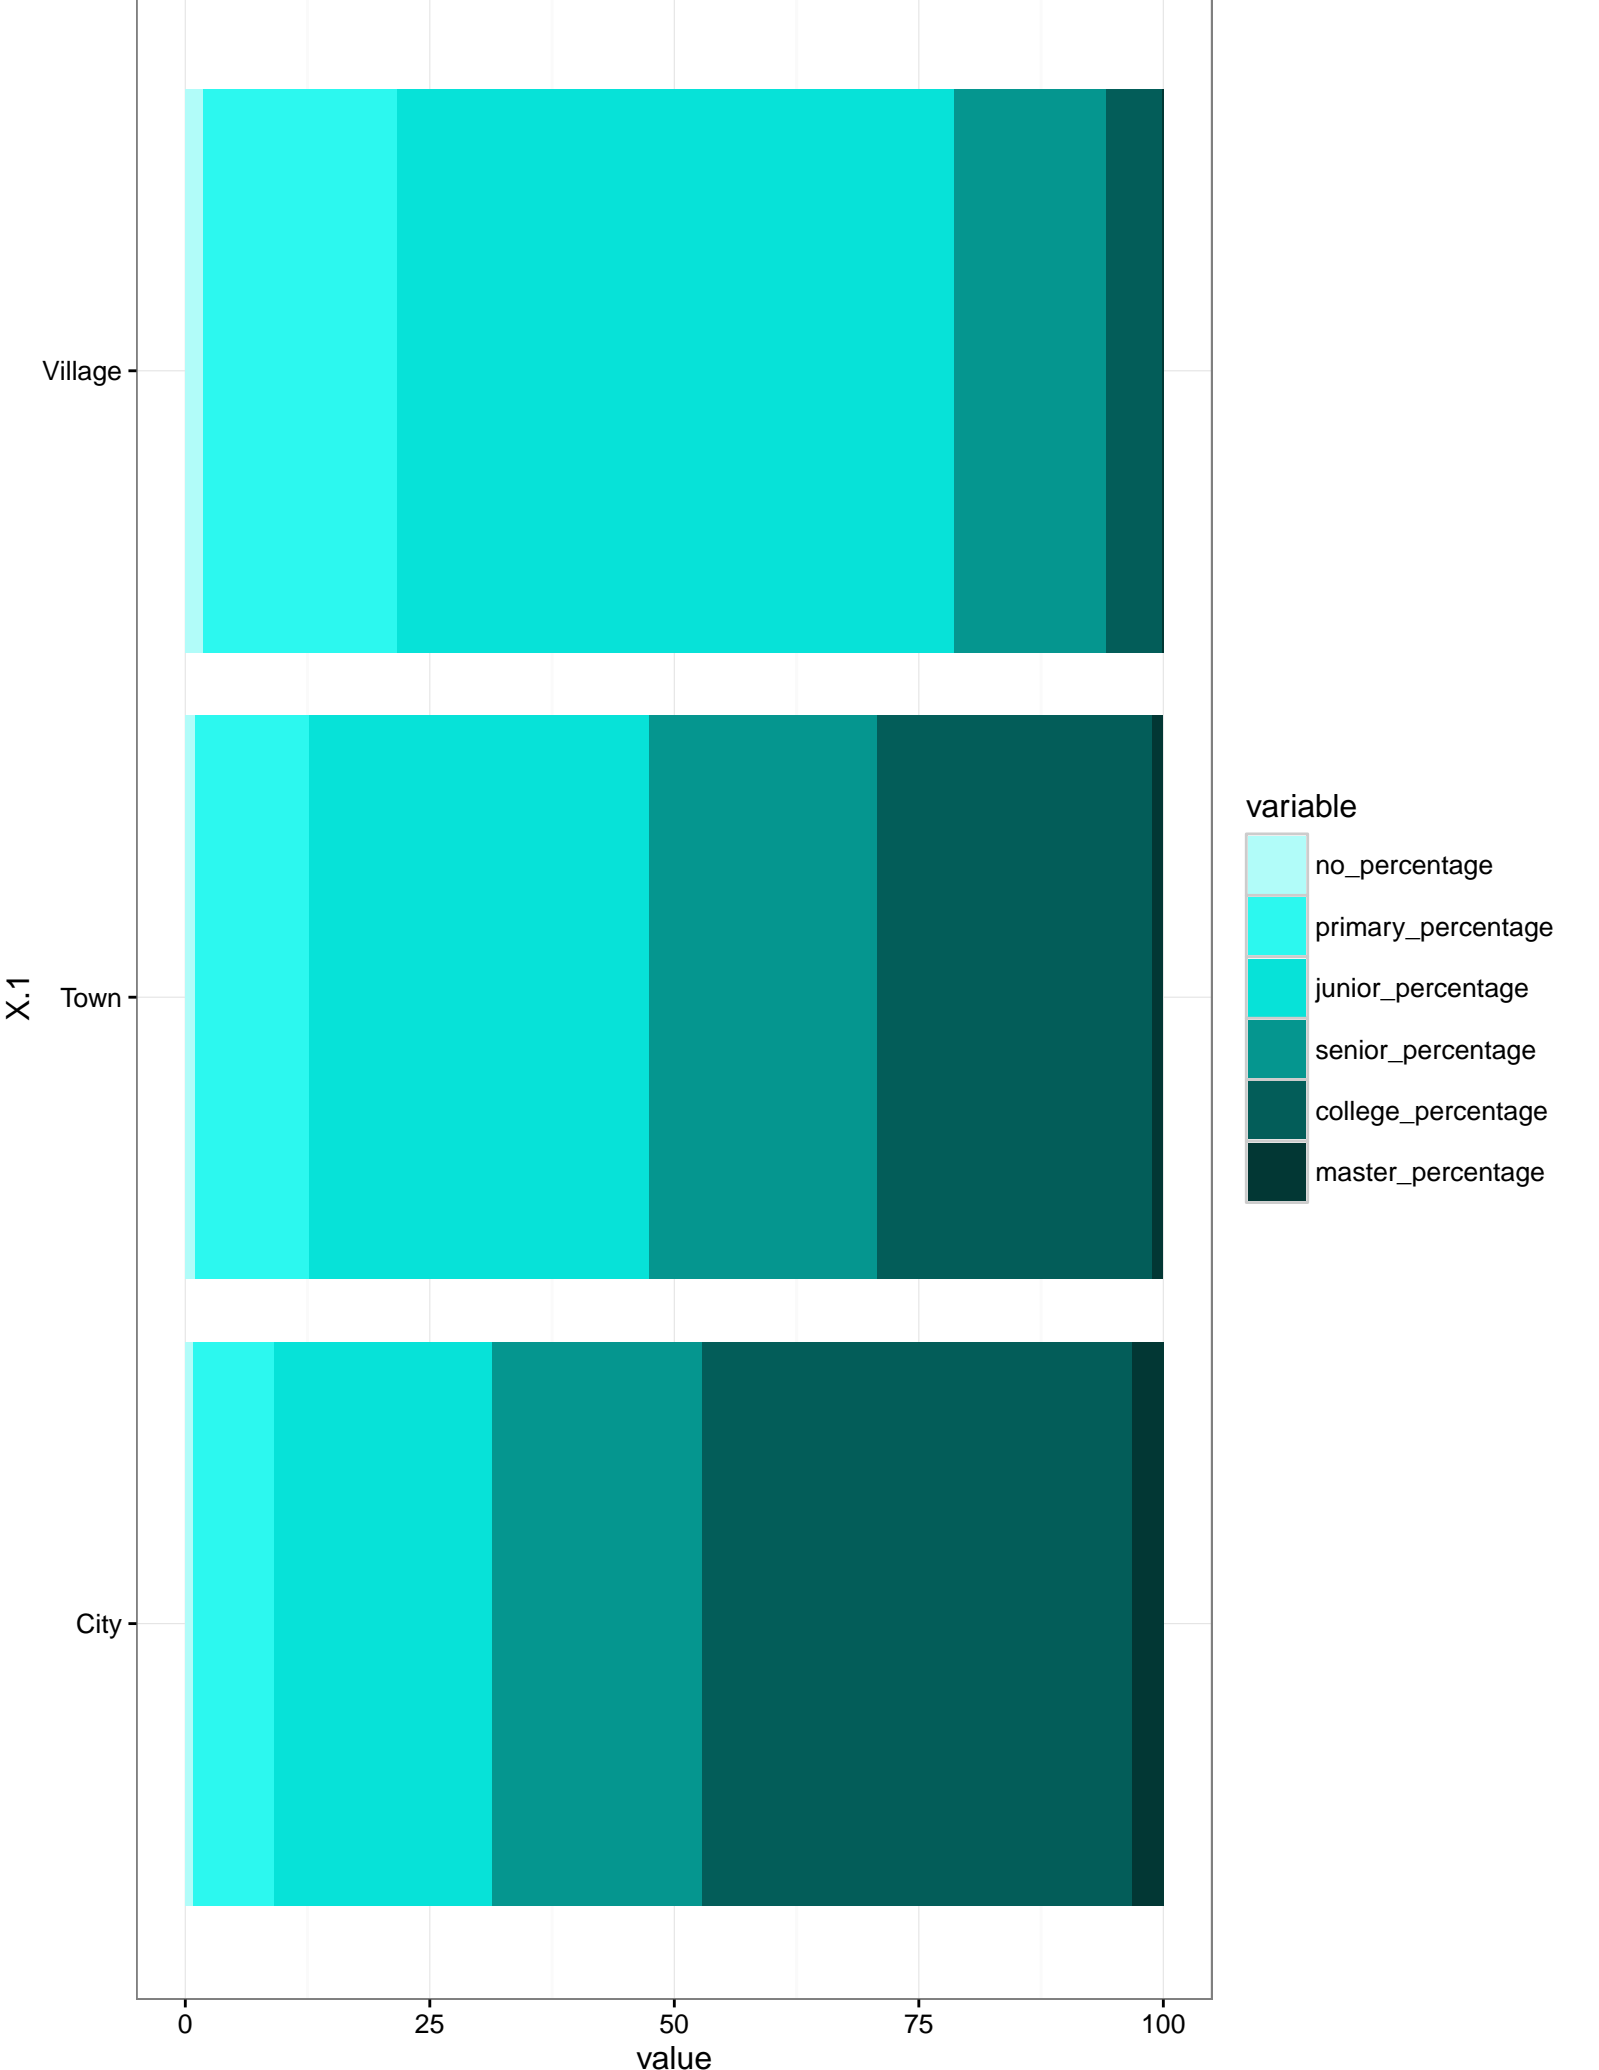 Village
Town
City
X.1
0
25
50
75
100
value
variable
no_percentage
primary_percentage
junior_percentage
senior_percentage
college_percentage
master_percentage